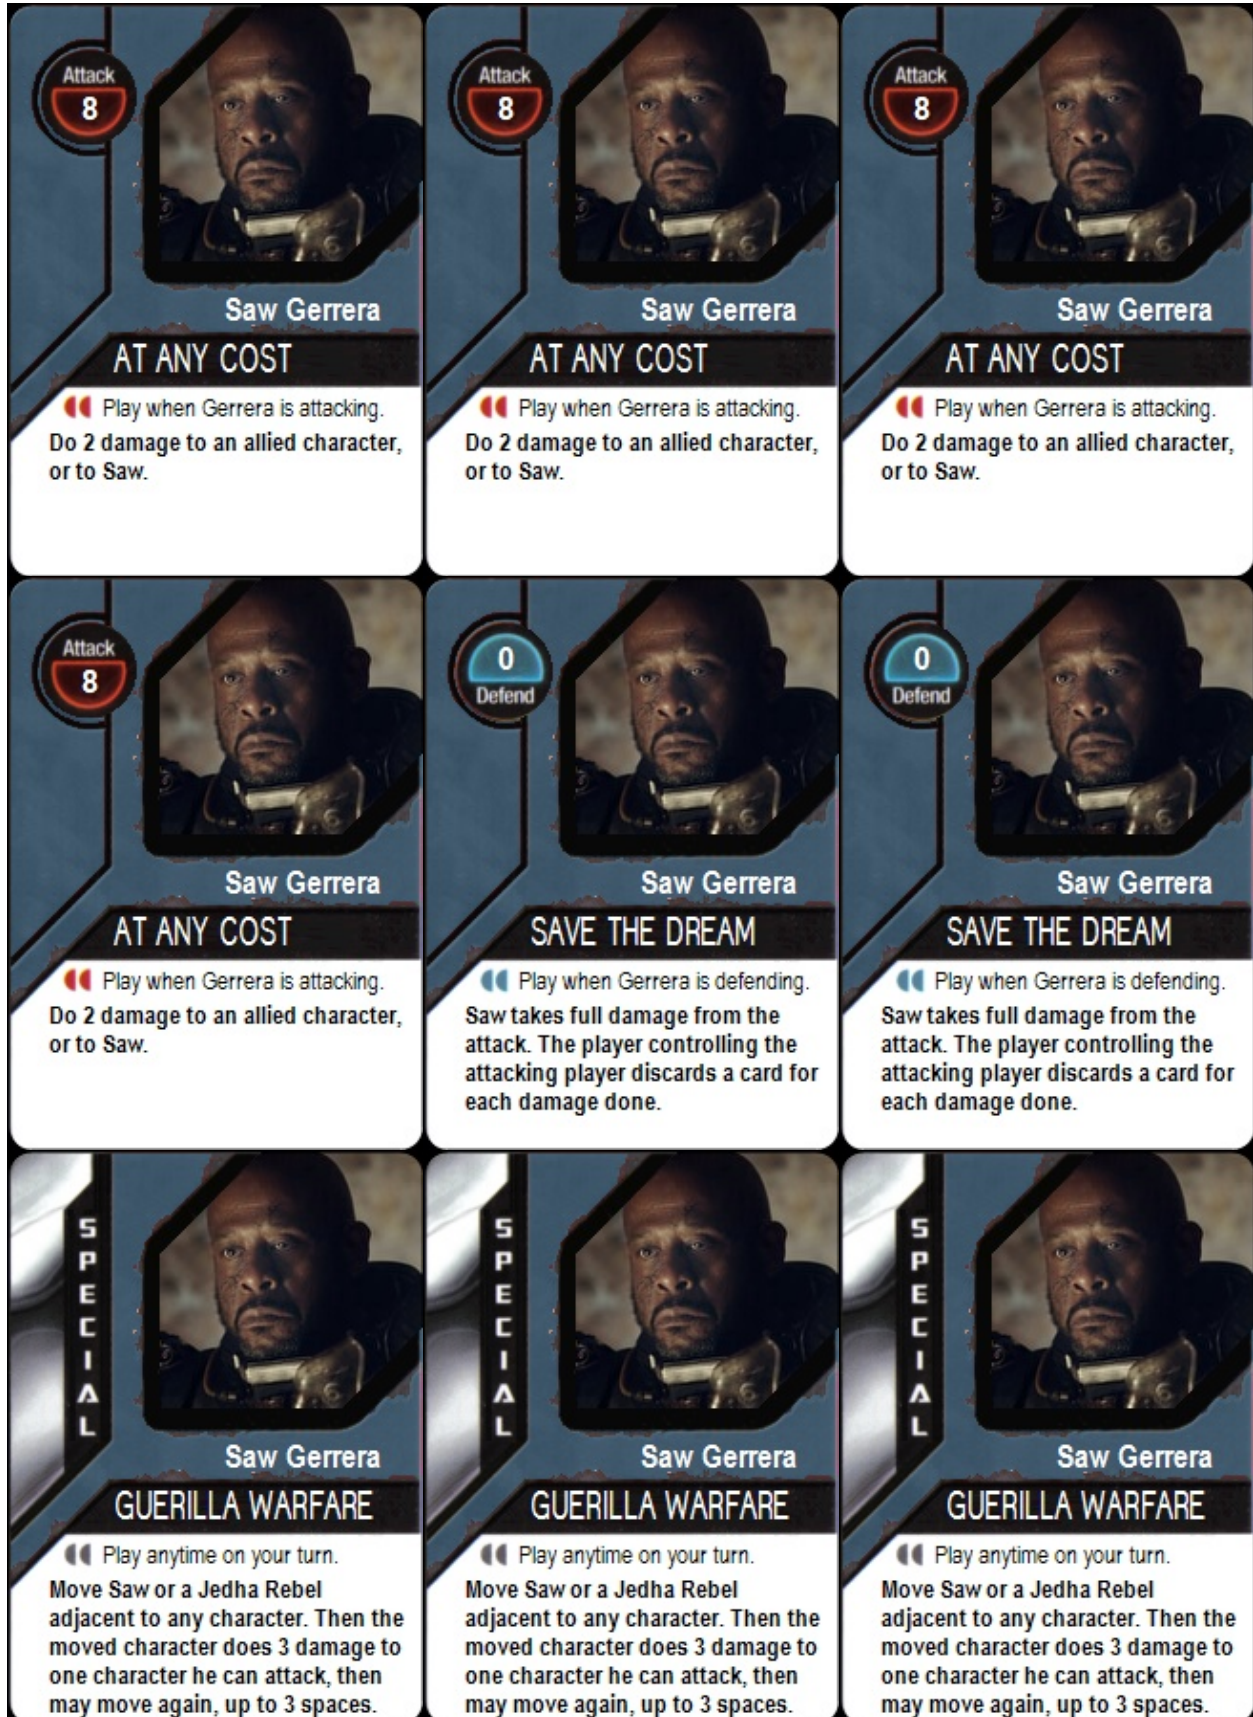 Attack
8
Saw Gerrera
AT ANY COST
Play when Gerrera is attacking.
Do 2 damage to an allied character,
or to Saw.
Attack
8
Saw Gerrera
AT ANY COST
Play when Gerrera is attacking.
Do 2 damage to an allied character,
or to Saw.
Attack
8
Saw Gerrera
AT ANY COST
Play when Gerrera is attacking.
Do 2 damage to an allied character,
or to Saw.
Attack
8
Saw Gerrera
AT ANY COST
Play when Gerrera is attacking.
Do 2 damage to an allied character,
or to Saw.
0
Defend
Saw Gerrera
SAVE THE DREAM
Play when Gerrera is defending.
Saw takes full damage from the
attack. The player controlling the
attacking player discards a card for
each damage done.
0
Defend
Saw Gerrera
SAVE THE DREAM
Play when Gerrera is defending.
Saw takes full damage from the
attack. The player controlling the
attacking player discards a card for
each damage done.
SPECIAL
Saw Gerrera
GUERILLA WARFARE
Play anytime on your turn.
Move Saw or a Jedha Rebel
adjacent to any character. Then the
moved character does 3 damage to
one character he can attack, then
may move again, up to 3 spaces.
SPECIAL
Saw Gerrera
GUERILLA WARFARE
Play anytime on your turn.
Move Saw or a Jedha Rebel
adjacent to any character. Then the
moved character does 3 damage to
one character he can attack, then
may move again, up to 3 spaces.
SPECIAL
Saw Gerrera
GUERILLA WARFARE
Play anytime on your turn.
Move Saw or a Jedha Rebel
adjacent to any character. Then the
moved character does 3 damage to
one character he can attack, then
may move again, up to 3 spaces.